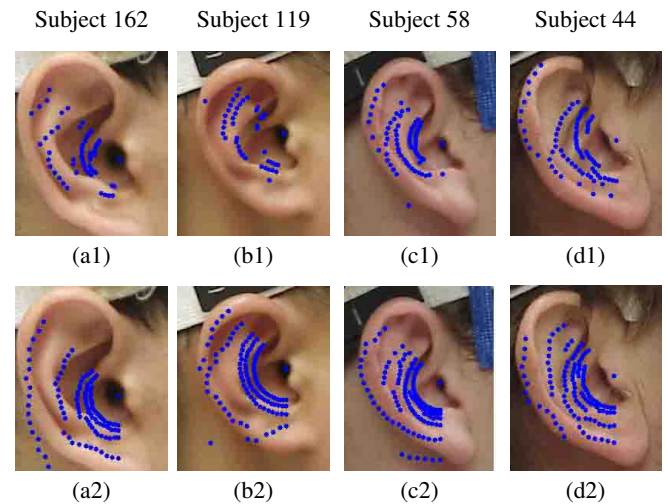 Subject 162 Subject 119 Subject 58 Subject 44
(a1) (b1) (c1) (d1)
(a2) (b2) (c2) (d2)